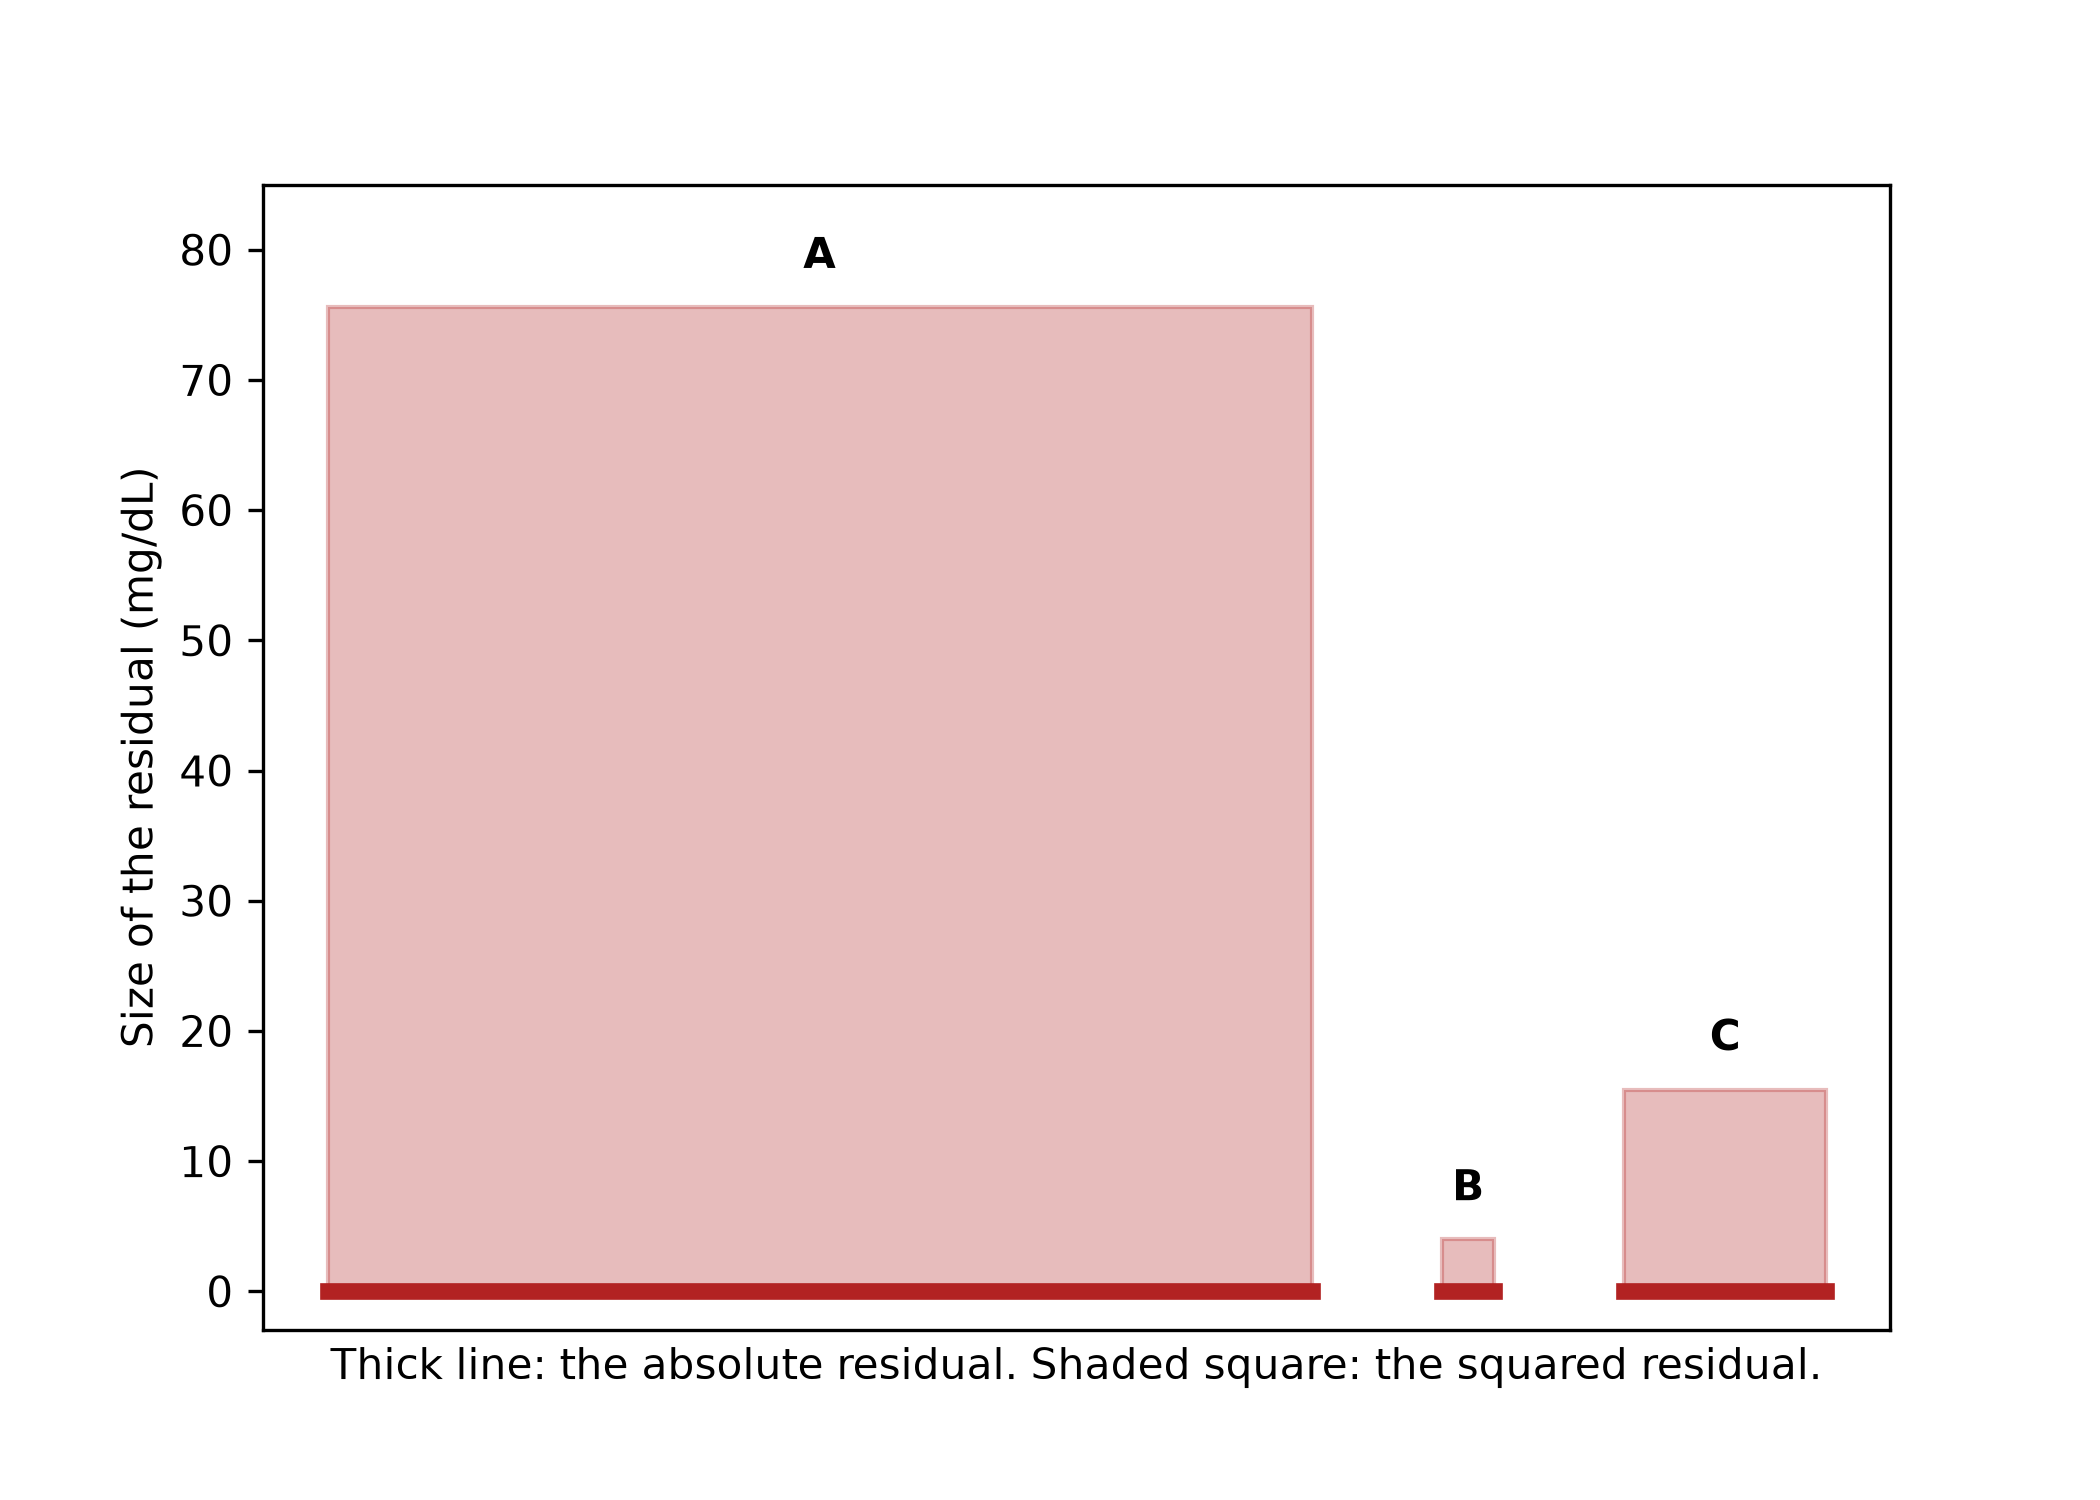 A
80
70
60
50
40
30
20
10
0
Size of the residual (mg/dL)
C
B
Thick line: the absolute residual. Shaded square: the squared residual.